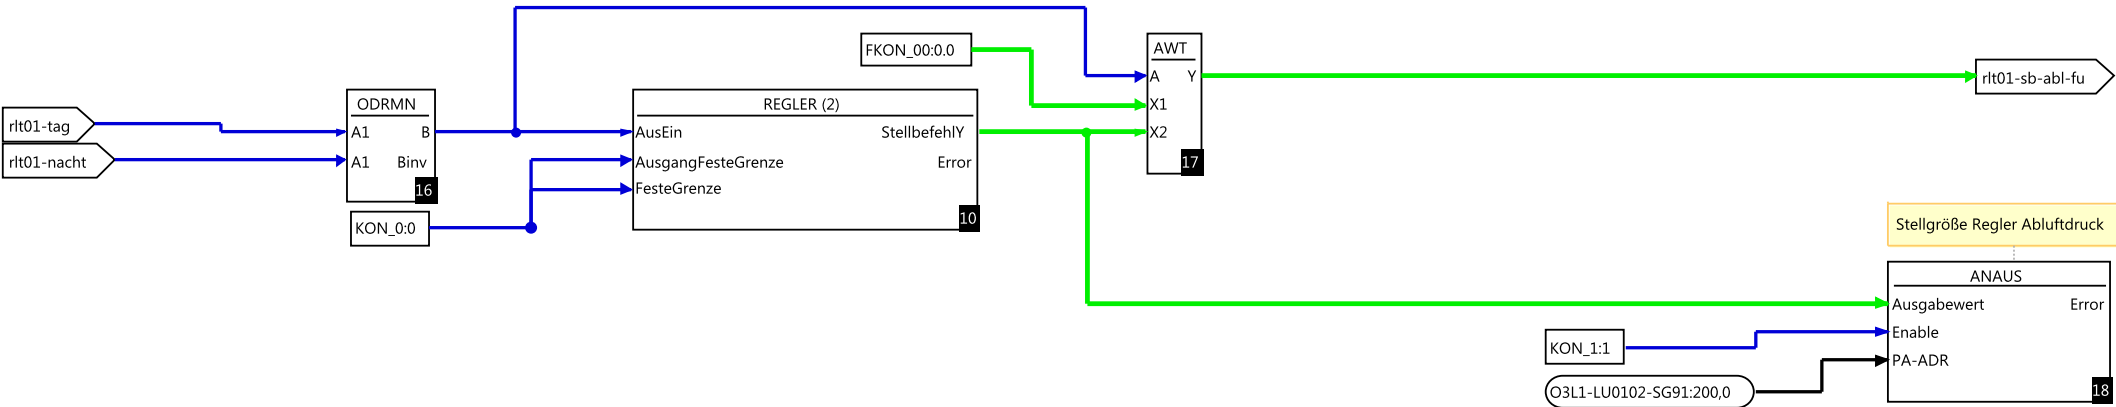 rlt01-tag
rlt01-nacht
ODRMN
A1 B
A1 Binv
16
KON_0:0
REGLER (2)
AusEin StellbefehlY
AusgangFesteGrenze Error
FesteGrenze
10
FKON_00:0.0
AWT
A Y
X1
X2
17
rlt01-sb-abl-fu
Stellgröße Regler Abluftdruck
ANAUS
Ausgabewert Error
Enable
PA-ADR
18
KON_1:1
O3L1-LU0102-SG91:200,0